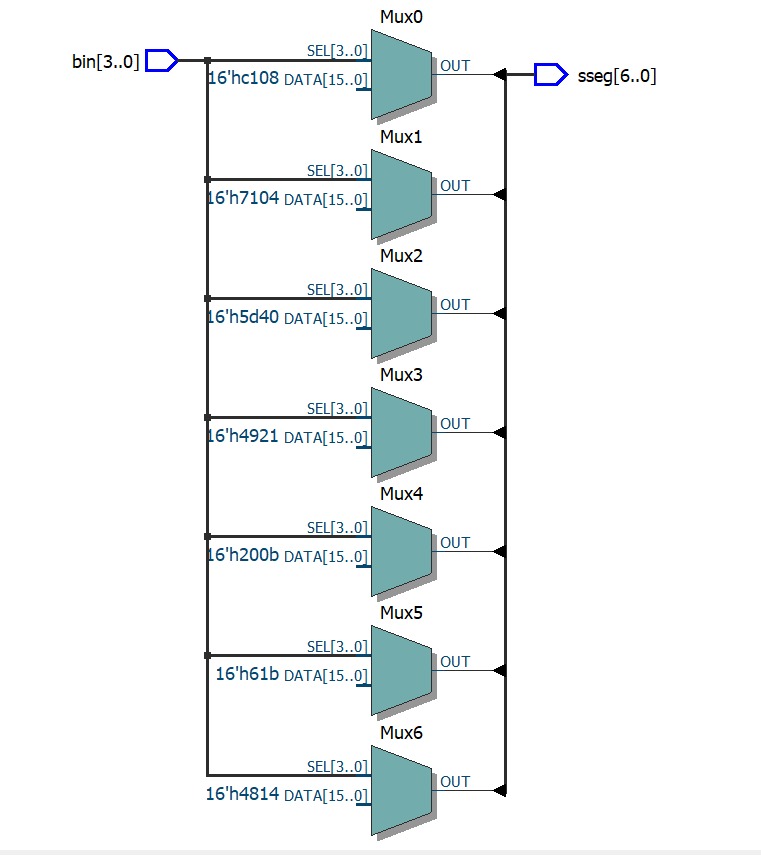 Mux0
bin[3..0]
SEL[3..0]
16'hc108 DATA[15..0]
OUT
sseg[6..0]
Mux1
SEL[3..0]
16'h7104 DATA[15..0]
OUT
Mux2
SEL[3..0]
16'h5d40 DATA[15..0]
OUT
Mux3
SEL[3..0]
16'h4921 DATA[15..0]
OUT
Mux4
SEL[3..0]
16'h200b DATA[15..0]
OUT
Mux5
SEL[3..0]
16'h61b DATA[15..0]
OUT
Mux6
SEL[3..0]
16'h4814 DATA[15..0]
OUT